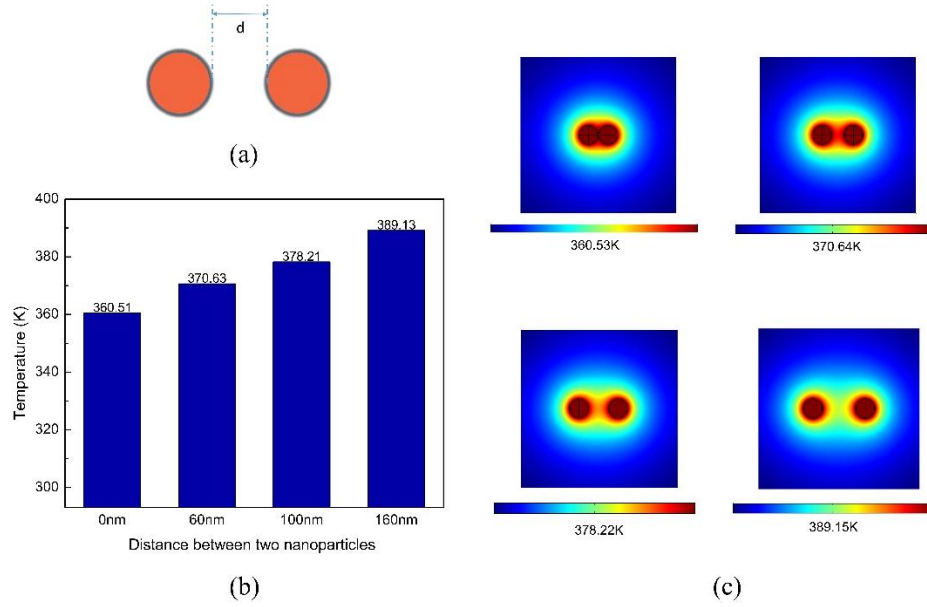 d
(a)
400
380
360
340
320
300
Temperature (K)
360.51
370.63
378.21
389.13
0nm
60nm
100nm
160nm
Distance between two nanoparticles
(b)
360.53K
370.64K
378.22K
389.15K
(c)